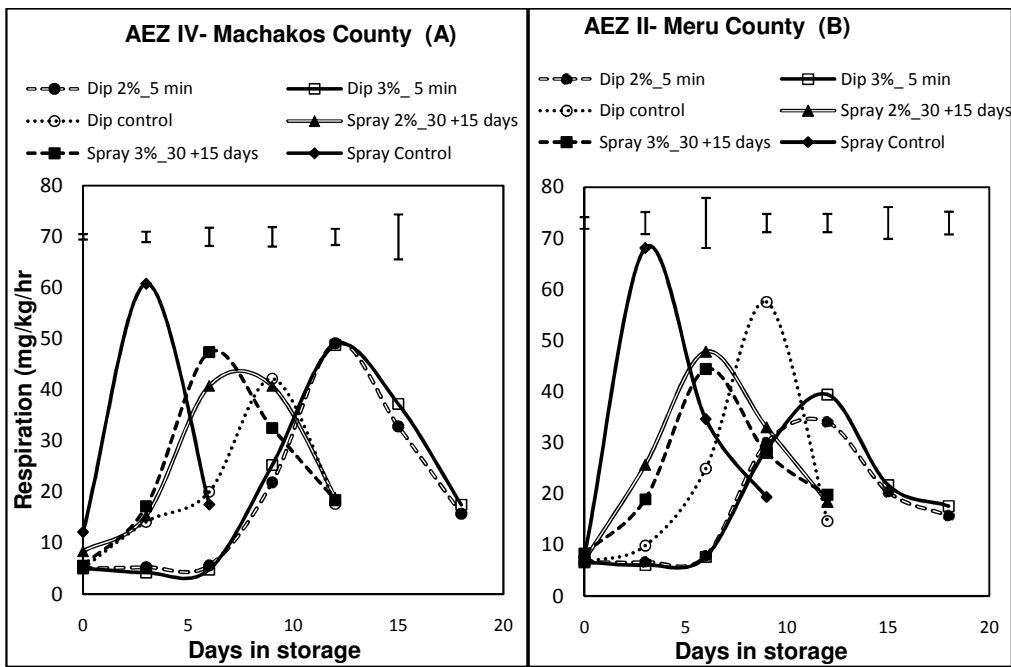 AEZ IV- Machakos County  (A)
Dip 2%_5 min
Dip 3%_ 5 min
Dip control
Spray 2%_30 +15 days
Spray 3%_30 +15 days
Spray Control
80
70
60
50
40
30
20
10
0
0 5 10 15 20
Respiration (mg/kg/hr)
Days in storage
AEZ II- Meru County  (B)
Dip 2%_5 min
Dip 3%_ 5 min
Dip control
Spray 2%_30 +15 days
Spray 3%_30 +15 days
Spray Control
80
70
60
50
40
30
20
10
0
0 5 10 15 20
Days in storage